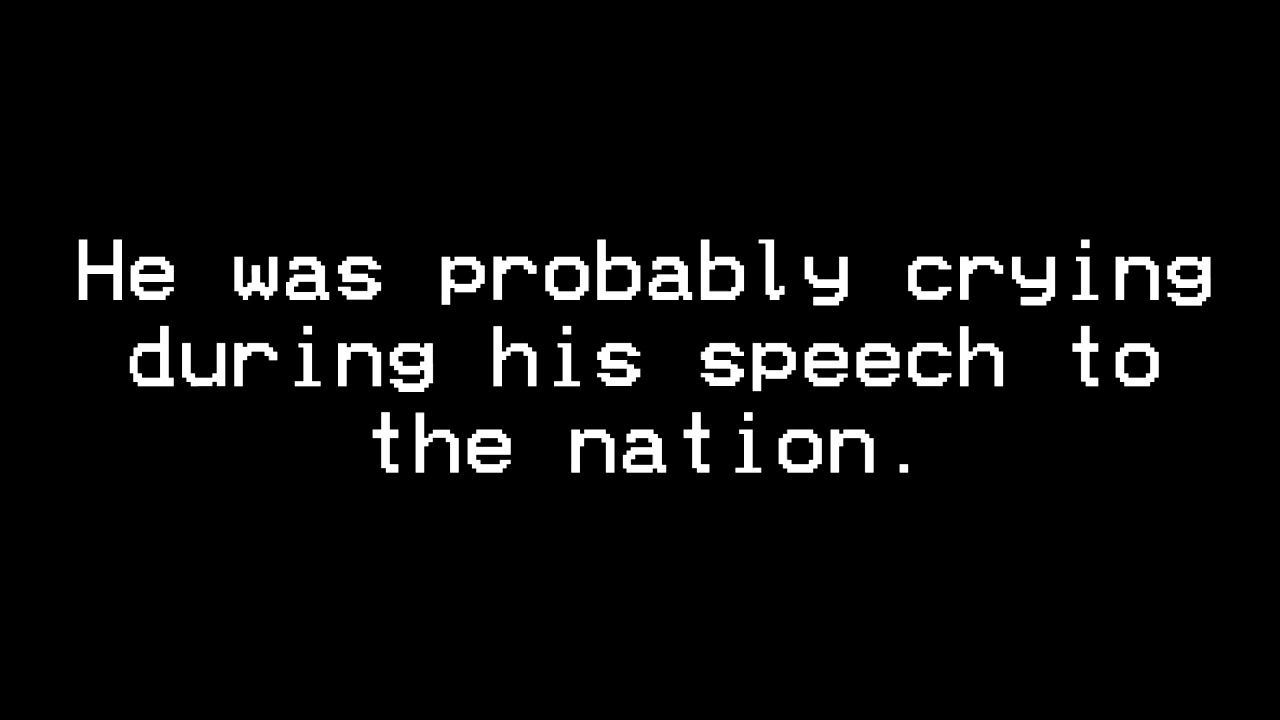 He was probably crying
during his speech to
the nation.